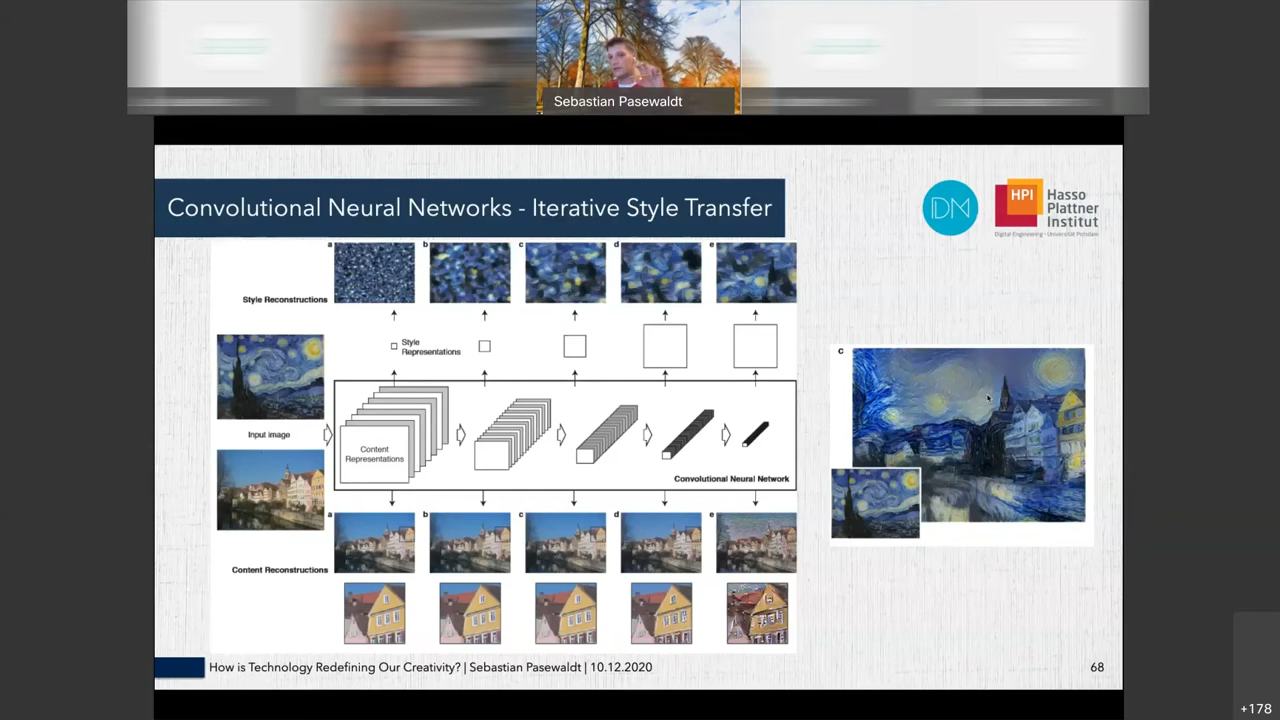 Sebastian Pasewaldt
Convolutional Neural Networks - Iterative Style Transfer
IDM
HPI
Hasso
Plattner
Institut
Digital Engineering · Universität Potsdam
a
b
c
d
e
Style Reconstructions
Style
Representations
Input image
Content
Representations
Convolutional Neural Network
a
b
c
d
e
Content Reconstructions
C
How is Technology Redefining Our Creativity? | Sebastian Pasewaldt | 10.12.2020
68
+178